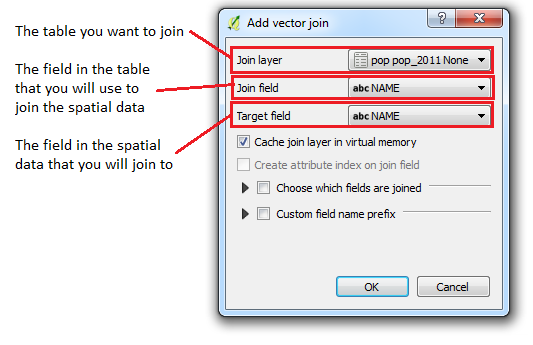 Add vector join
?
The table you want to join
Join layer
pop pop_2011 None
The field in the table
that you will use to
join the spatial data
Join field
abc NAME
Target field
abc NAME
The field in the spatial
data that you will join to
Cache join layer in virtual memory
Create attribute index on join field
Choose which fields are joined
Custom field name prefix
OK
Cancel